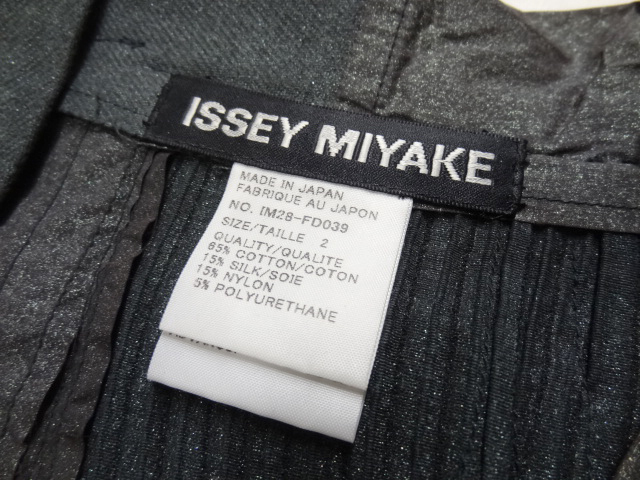 ISSEY MIYAKE
MADE IN JAPAN
FABRIQUE AU JAPON
NO. IM28-FD039
SIZE/TAILLE 2
QUALITY/QUALITE
65% COTTON/COTON
15% SILK/SOIE
15% NYLON
5% POLYURETHANE